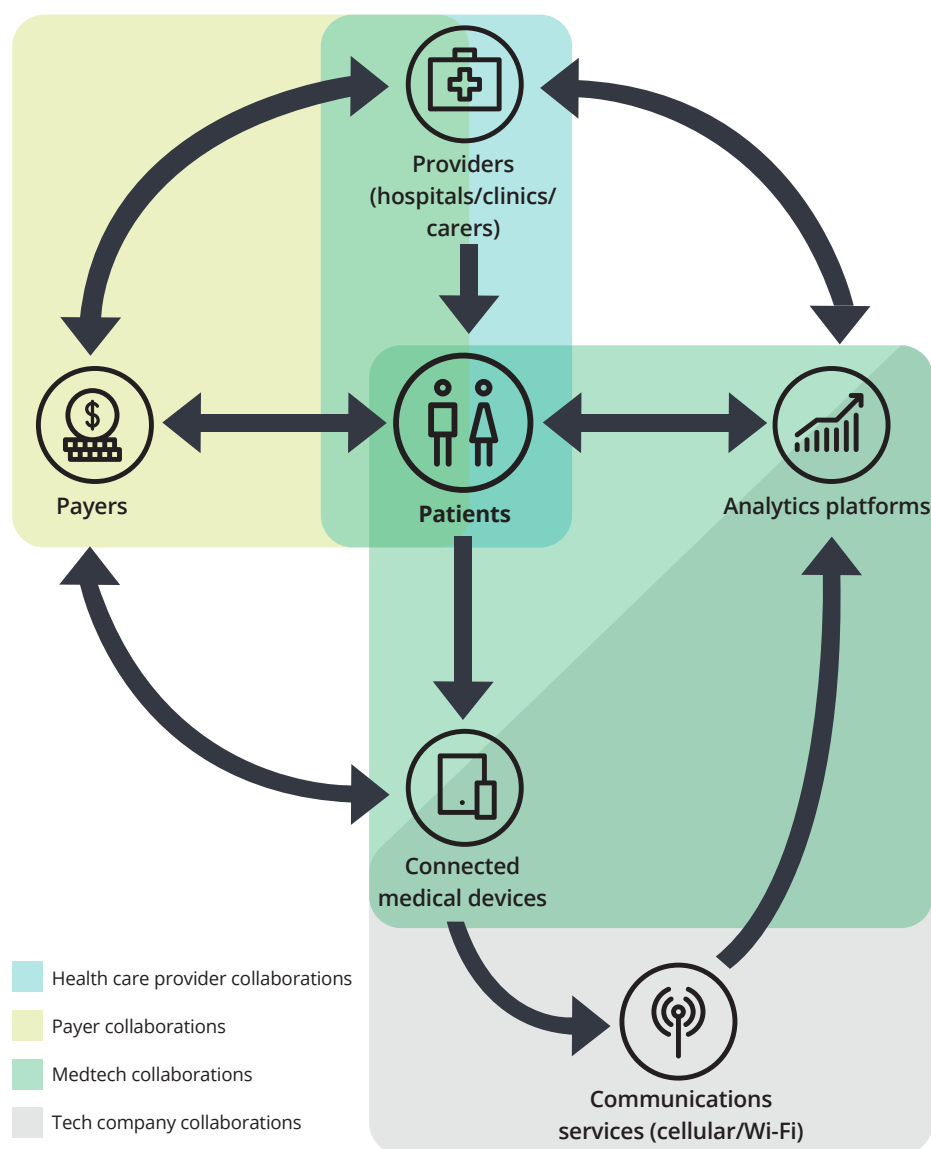 Providers
(hospitals/clinics/
carers)
$
Payers
Patients
Analytics platforms
Connected
medical devices
Health care provider collaborations
Payer collaborations
Medtech collaborations
Tech company collaborations
Communications
services (cellular/Wi-Fi)